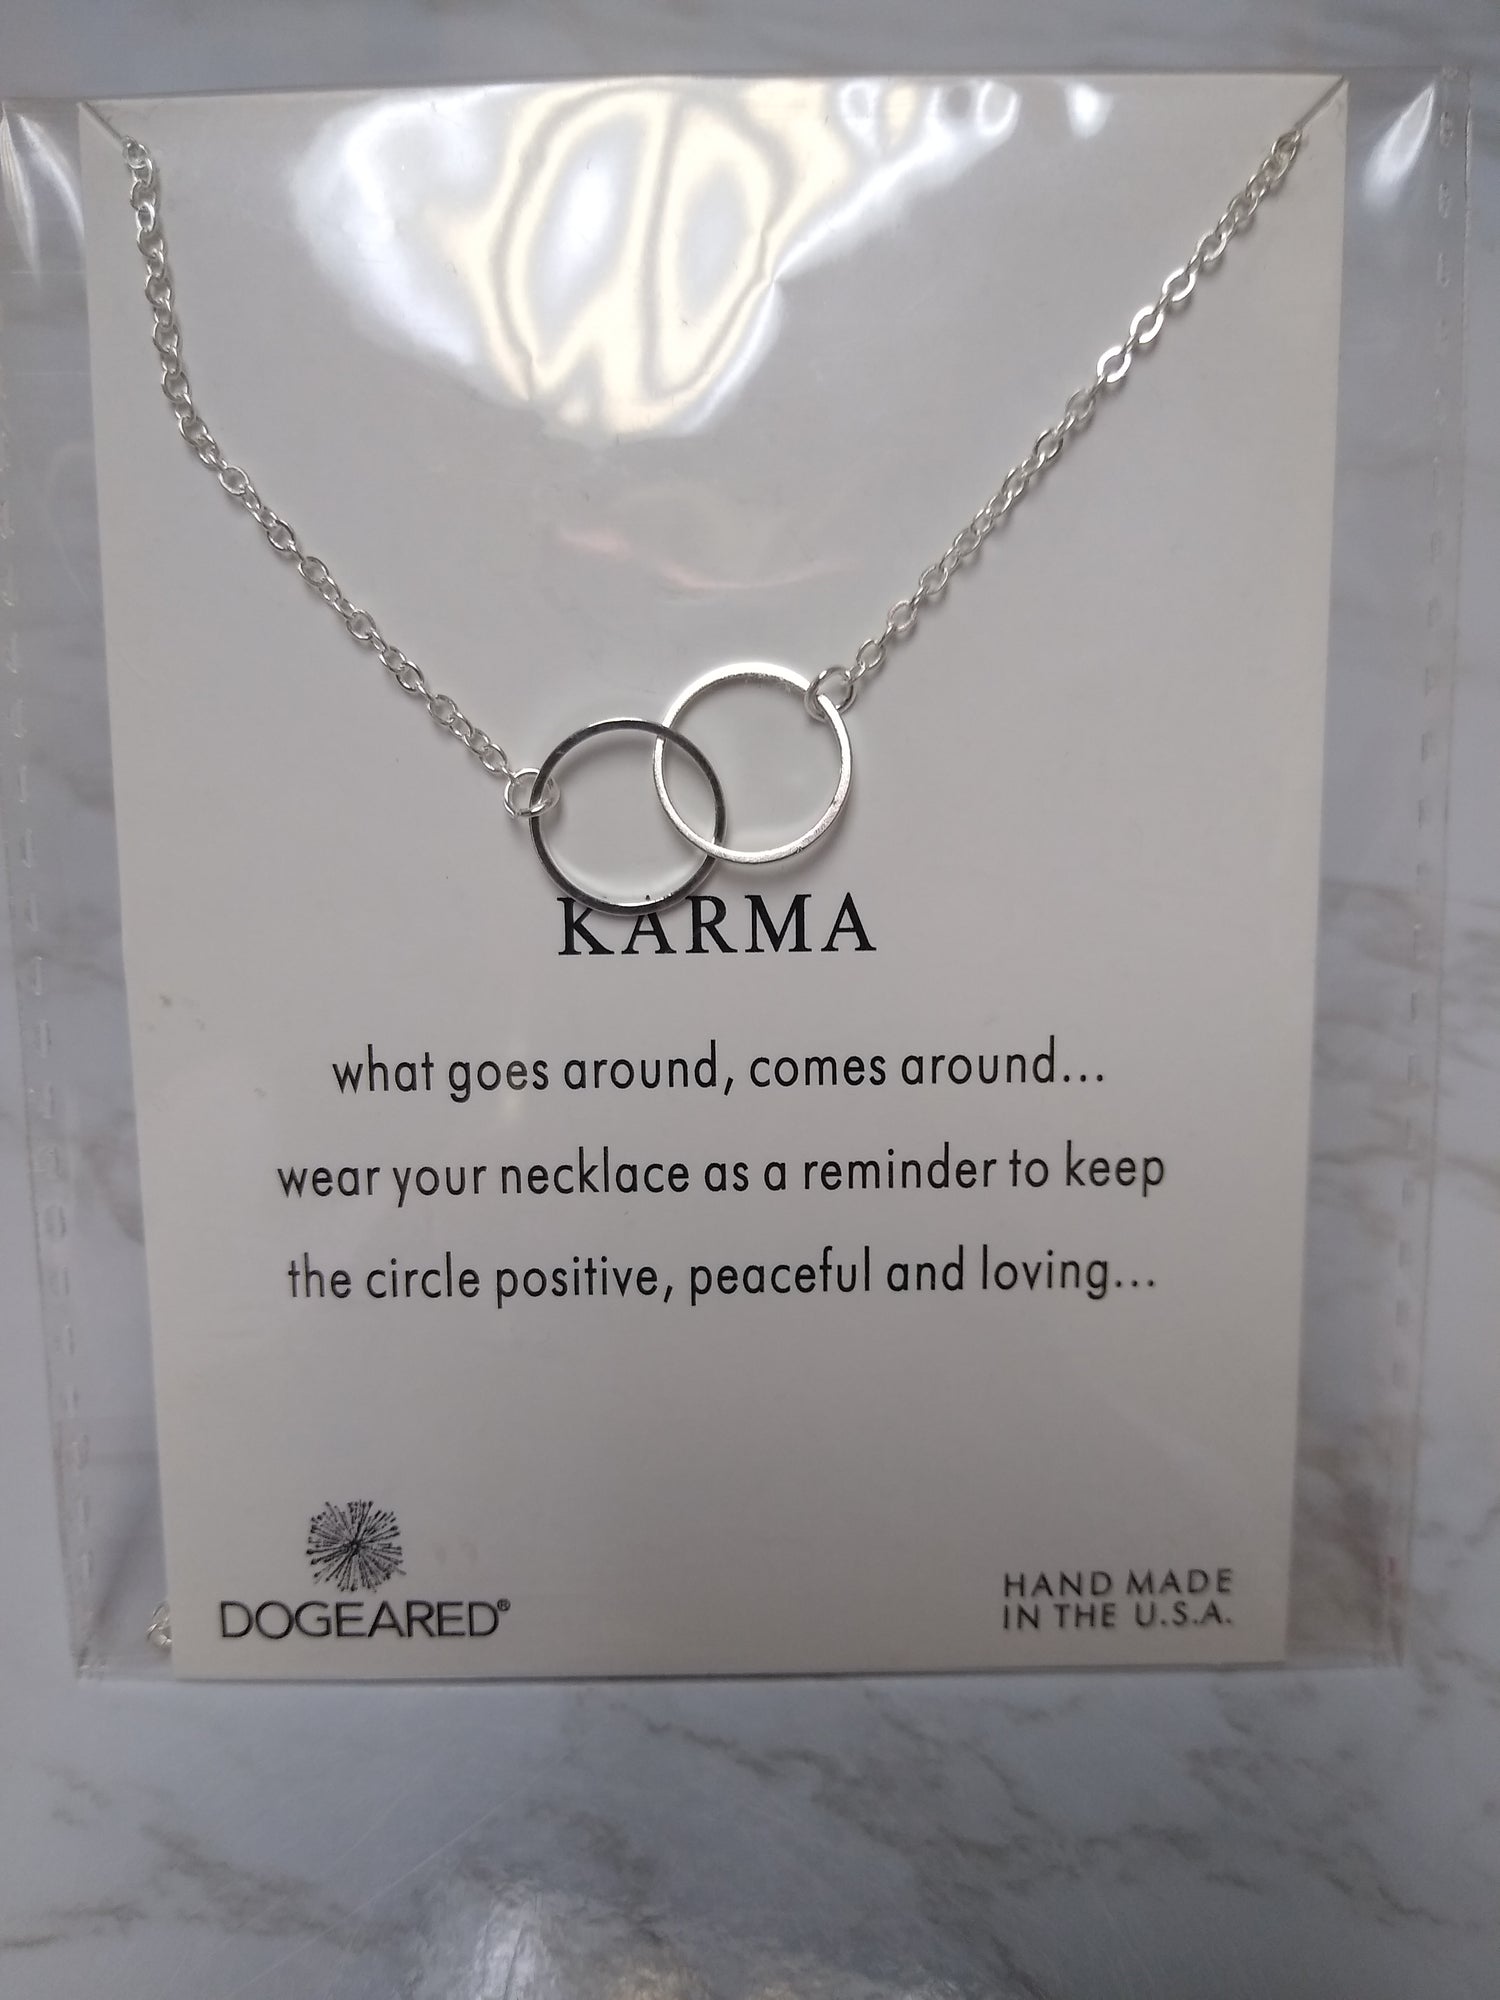 KARMA
what goes around, comes around...
wear your necklace as a reminder to keep
the circle positive, peaceful and loving...
DOGEARED®
HAND MADE
IN THE U.S.A.